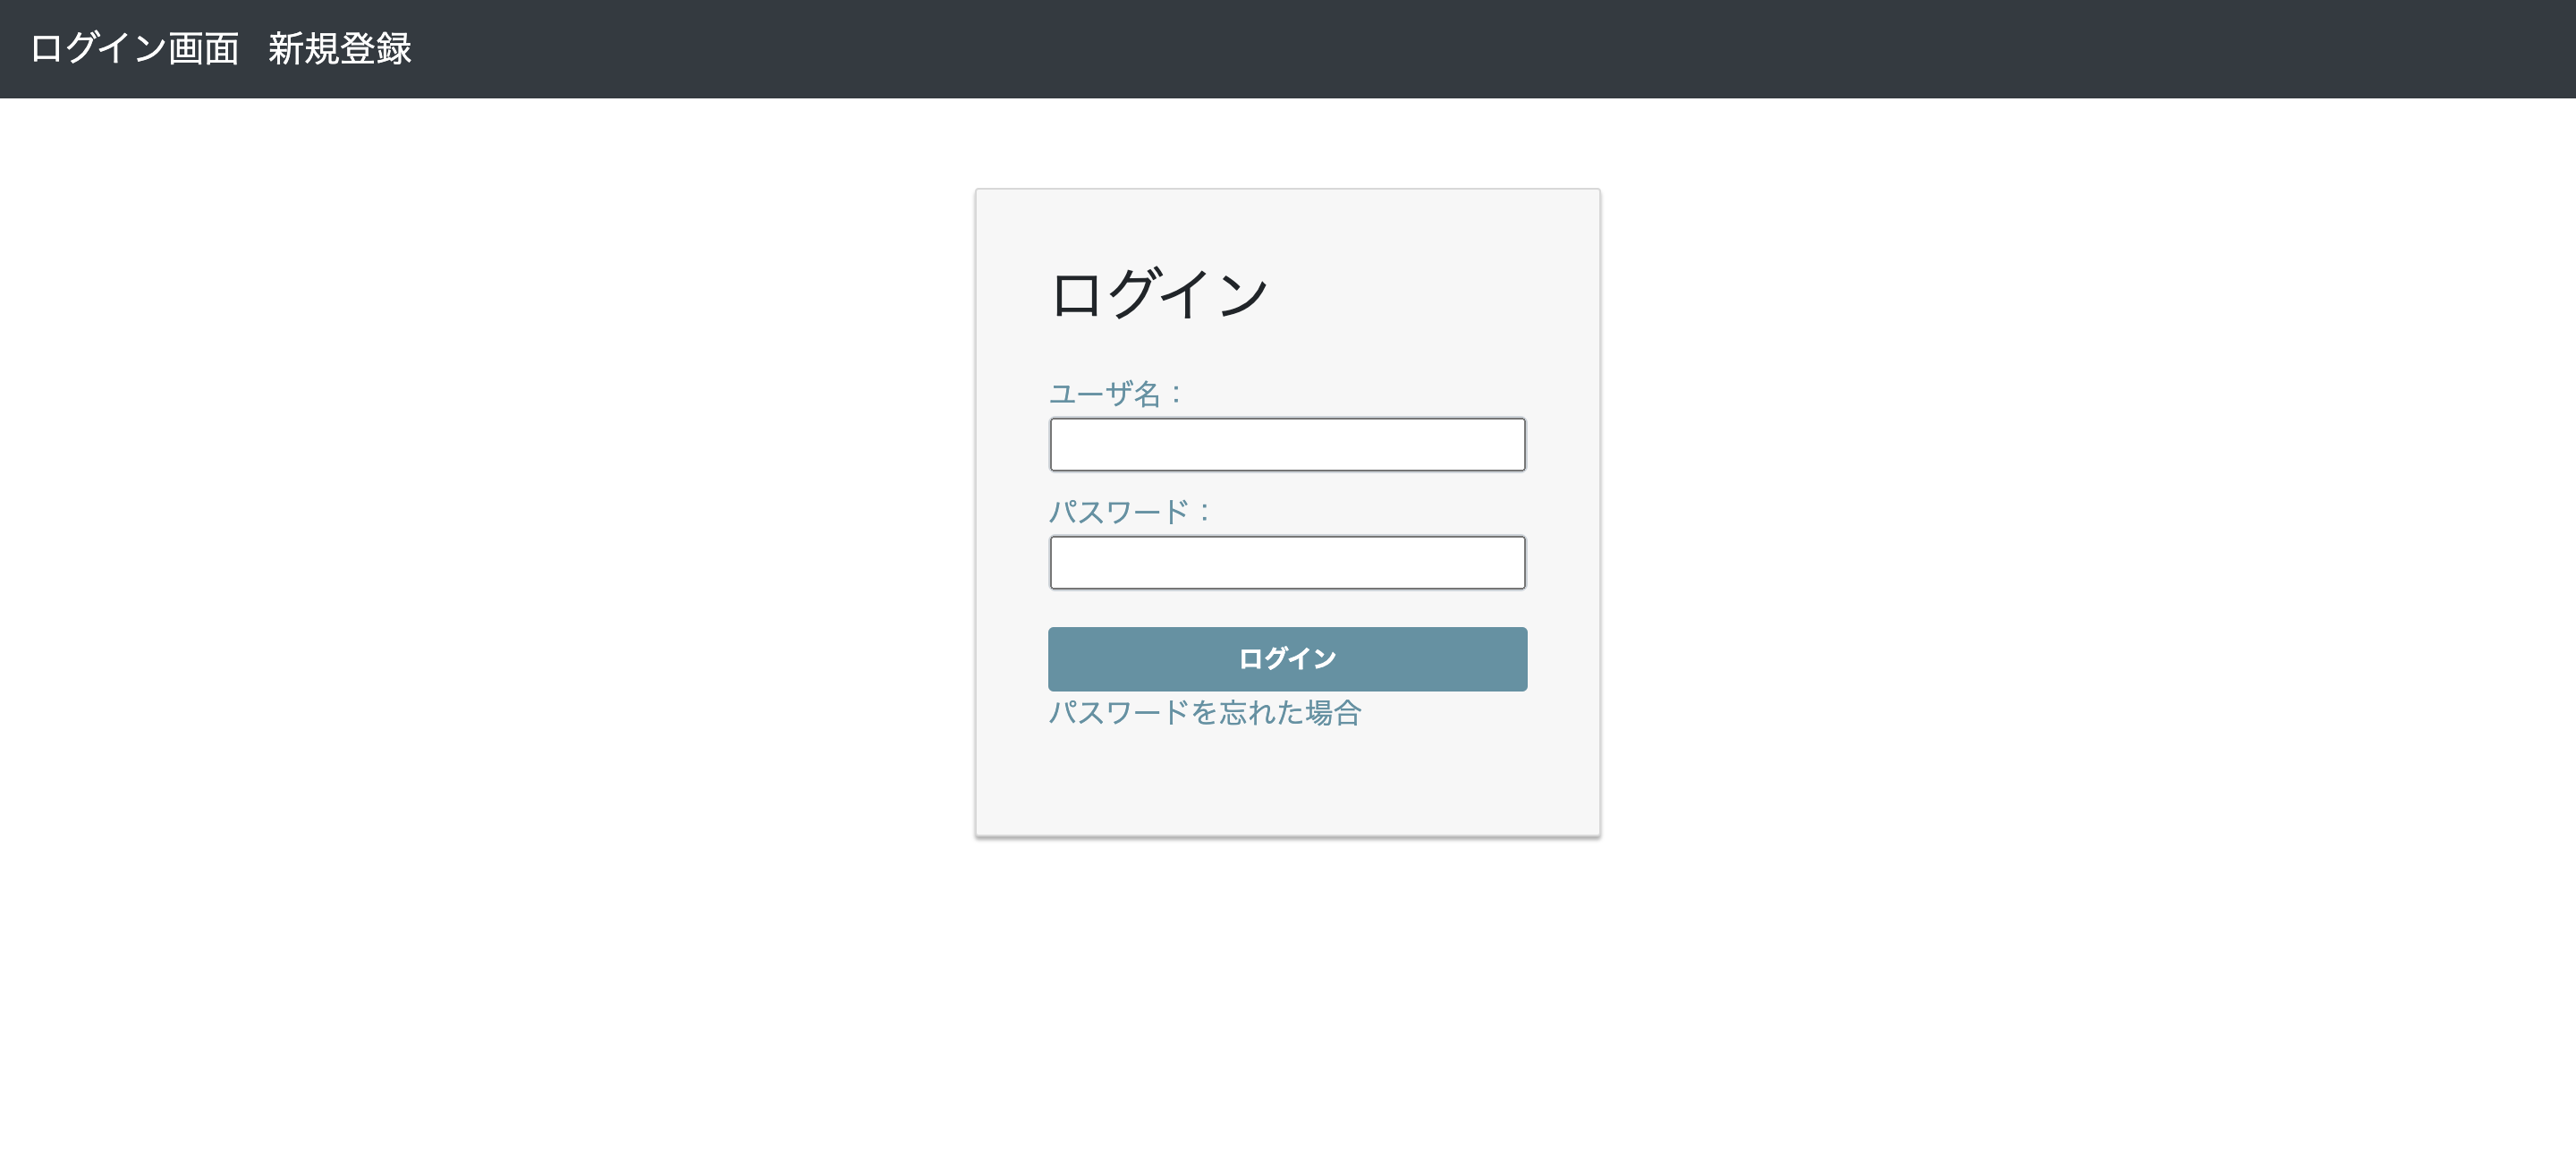 ログイン画面 新規登録
ログイン
ユーザ名：
パスワード：
ログイン
パスワードを忘れた場合